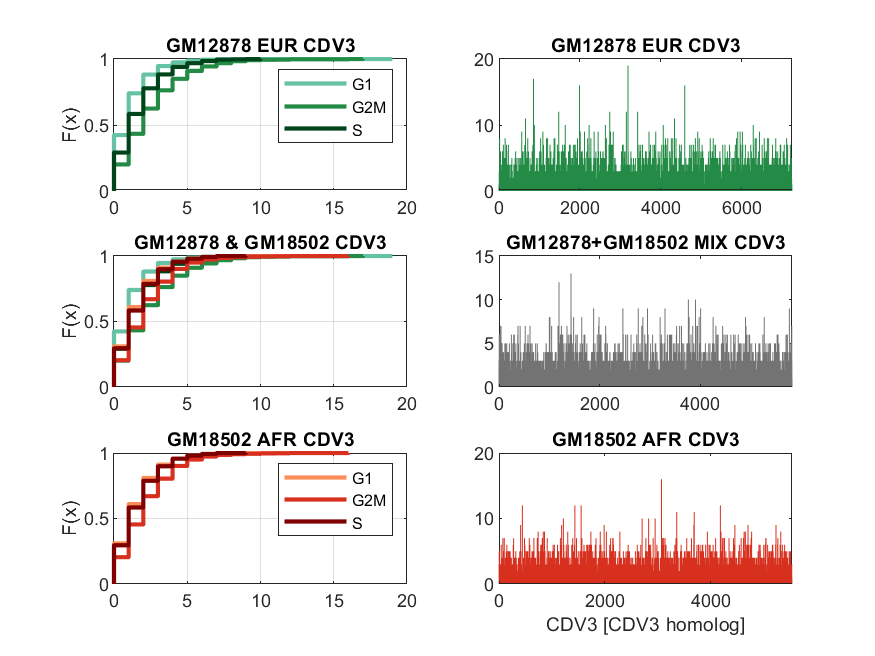 GM12878 EUR CDV3
F(x)
1
0.5
0
0 5 10 15 20
G1
G2M
S
GM12878 EUR CDV3
20
10
0
0 2000 4000 6000
GM12878 & GM18502 CDV3
F(x)
1
0.5
0
0 5 10 15 20
GM12878+GM18502 MIX CDV3
15
10
5
0
0 2000 4000
GM18502 AFR CDV3
F(x)
1
0.5
0
0 5 10 15 20
G1
G2M
S
GM18502 AFR CDV3
20
10
0
0 2000 4000
CDV3 [CDV3 homolog]